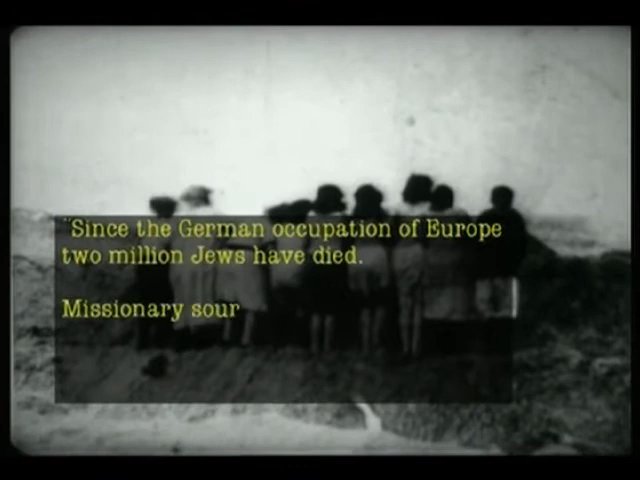 "Since the German occupation of Europe
two million Jews have died.
Missionary sour